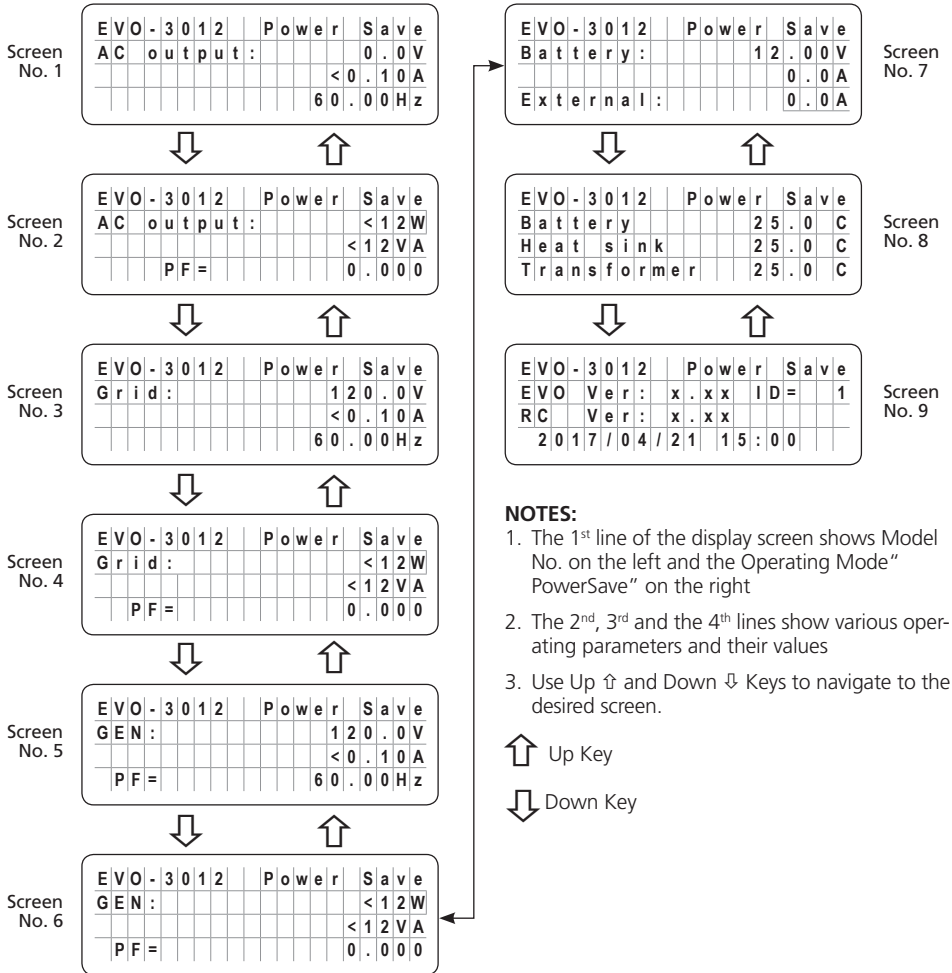 Screen
No. 1
EVO-3012 Power Save
AC output: 0.0V
<0.10A
60.00Hz
Screen
No. 2
EVO-3012 Power Save
AC output: <12W
<12VA
PF= 0.000
Screen
No. 3
EVO-3012 Power Save
Grid: 120.0V
<0.10A
60.00Hz
Screen
No. 4
EVO-3012 Power Save
Grid: <12W
<12VA
PF= 0.000
Screen
No. 5
EVO-3012 Power Save
GEN: 120.0V
<0.10A
PF= 60.00Hz
Screen
No. 6
EVO-3012 Power Save
GEN: <12W
<12VA
PF= 0.000
EVO-3012 Power Save
Battery: 12.00V
0.0A
External: 0.0A
Screen
No. 7
EVO-3012 Power Save
Battery 25.0 C
Heat sink 25.0 C
Transformer 25.0 C
Screen
No. 8
EVO-3012 Power Save
EVO Ver: x.xx ID= 1
RC Ver: x.xx
2017/04/21 15:00
Screen
No. 9
NOTES:
1. The 1st line of the display screen shows Model
No. on the left and the Operating Mode“
PowerSave” on the right
2. The 2nd, 3rd and the 4th lines show various oper-
ating parameters and their values
3. Use Up ⇧ and Down ⇩ Keys to navigate to the
desired screen.
⇧ Up Key
⇩ Down Key